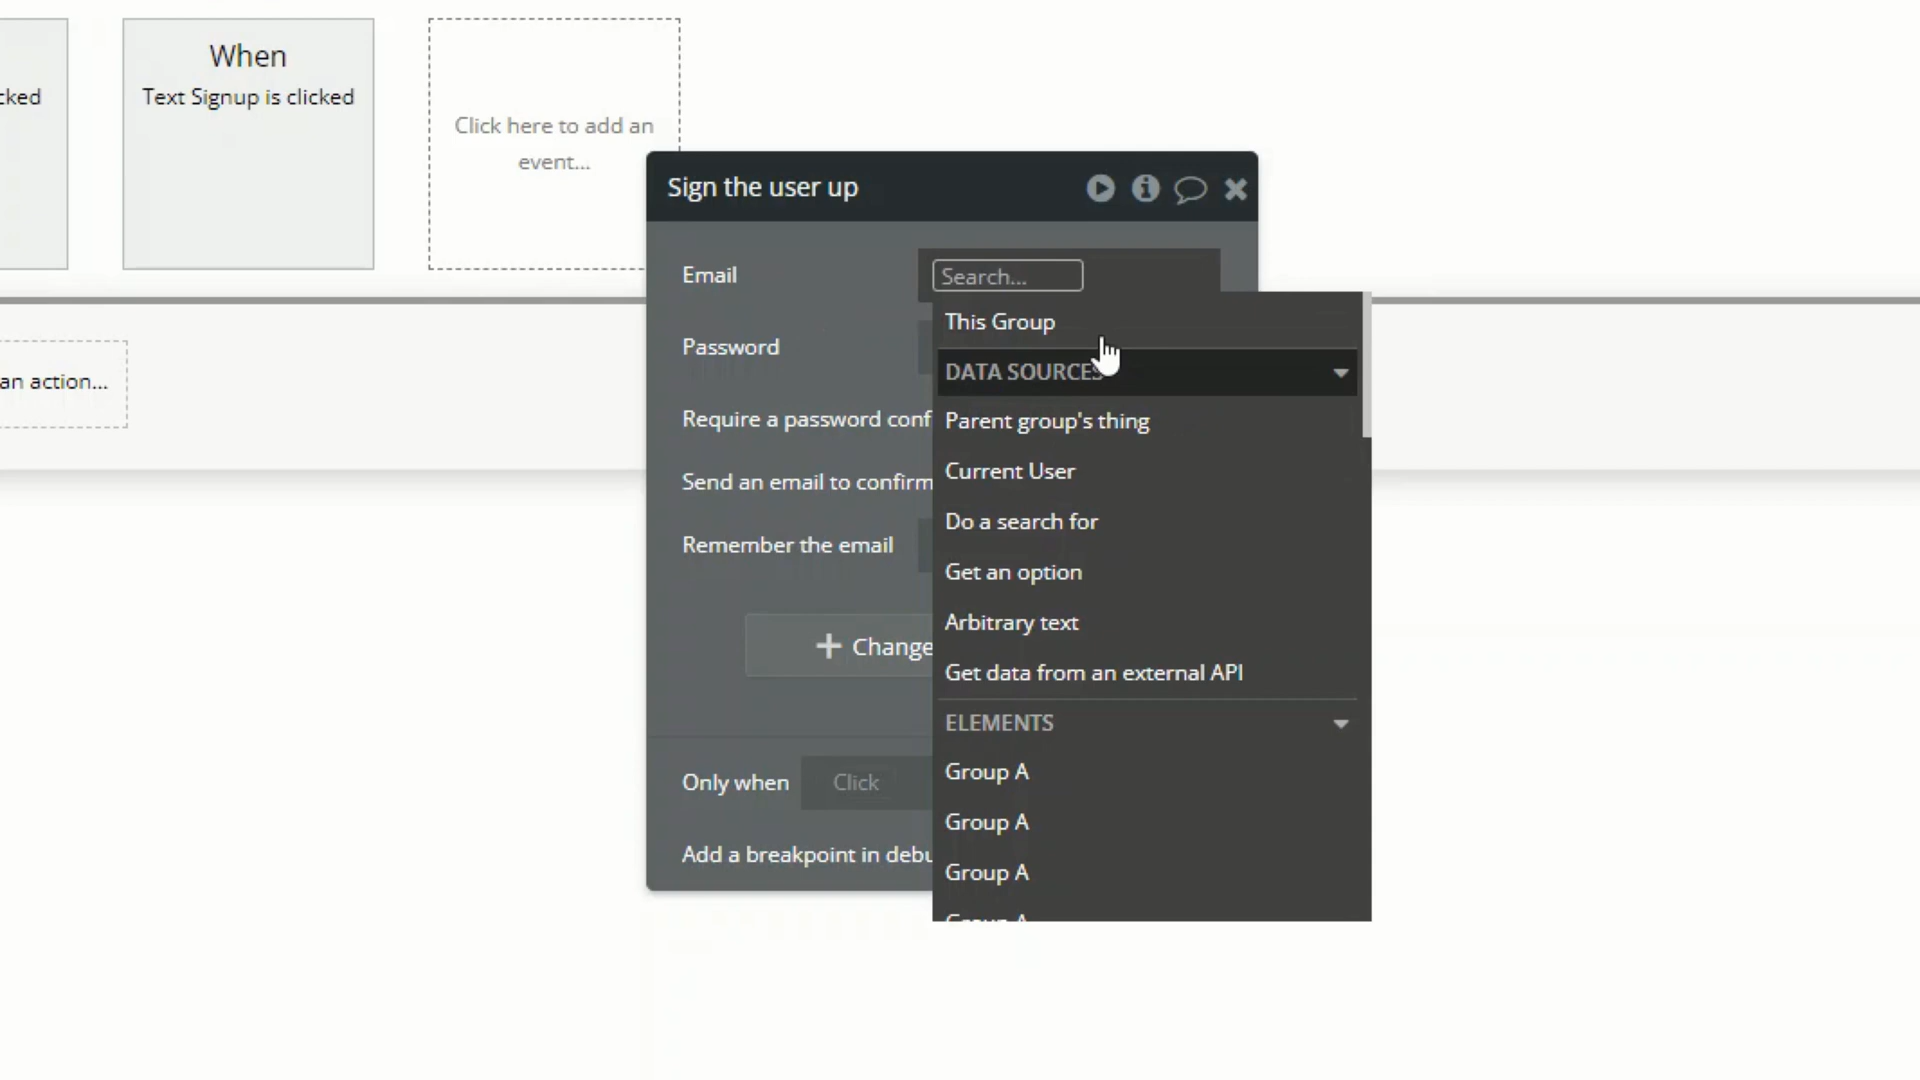 When
cked
Text Signup is clicked
Click here to add an
event...
Sign the user up
Email
Search...
This Group
Password
DATA SOURCES
Require a password conf
Parent group's thing
an action...
Current User
Send an email to confirm
Do a search for
Remember the email
Get an option
Arbitrary text
Change
Get data from an external API
ELEMENTS
Group A
Only when
Click
Group A
Add a breakpoint in debu
Group A
Group A